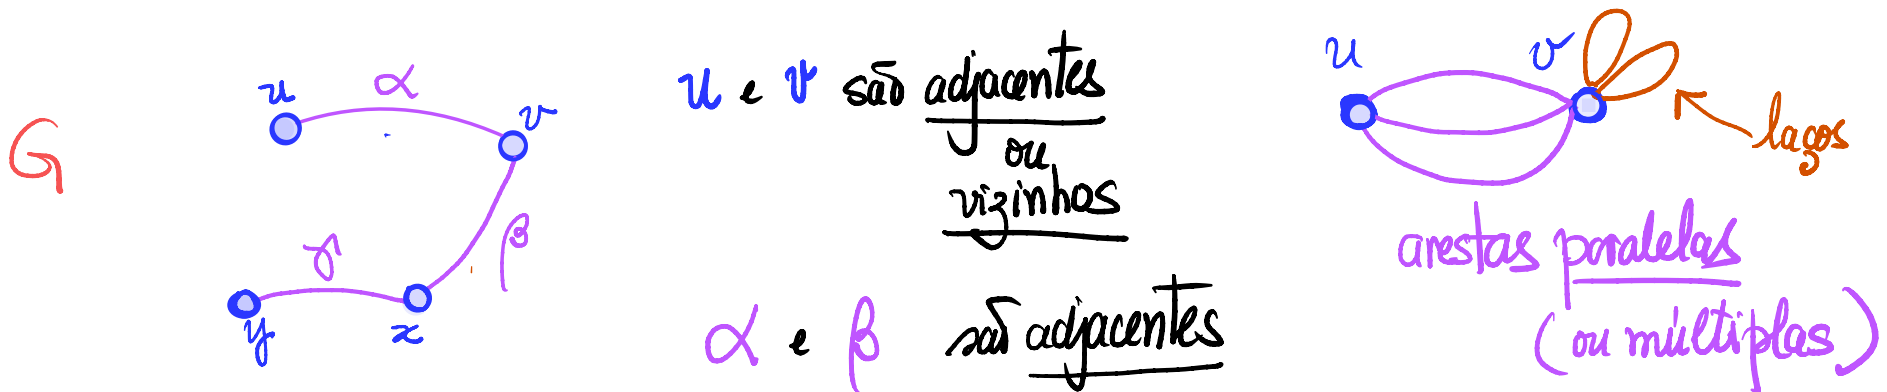 G
u α v
γ β
y x
u e v são adjacentes
ou
vizinhos
α e β são adjacentes
u v
laços
arestas paralelas
(ou múltiplas)